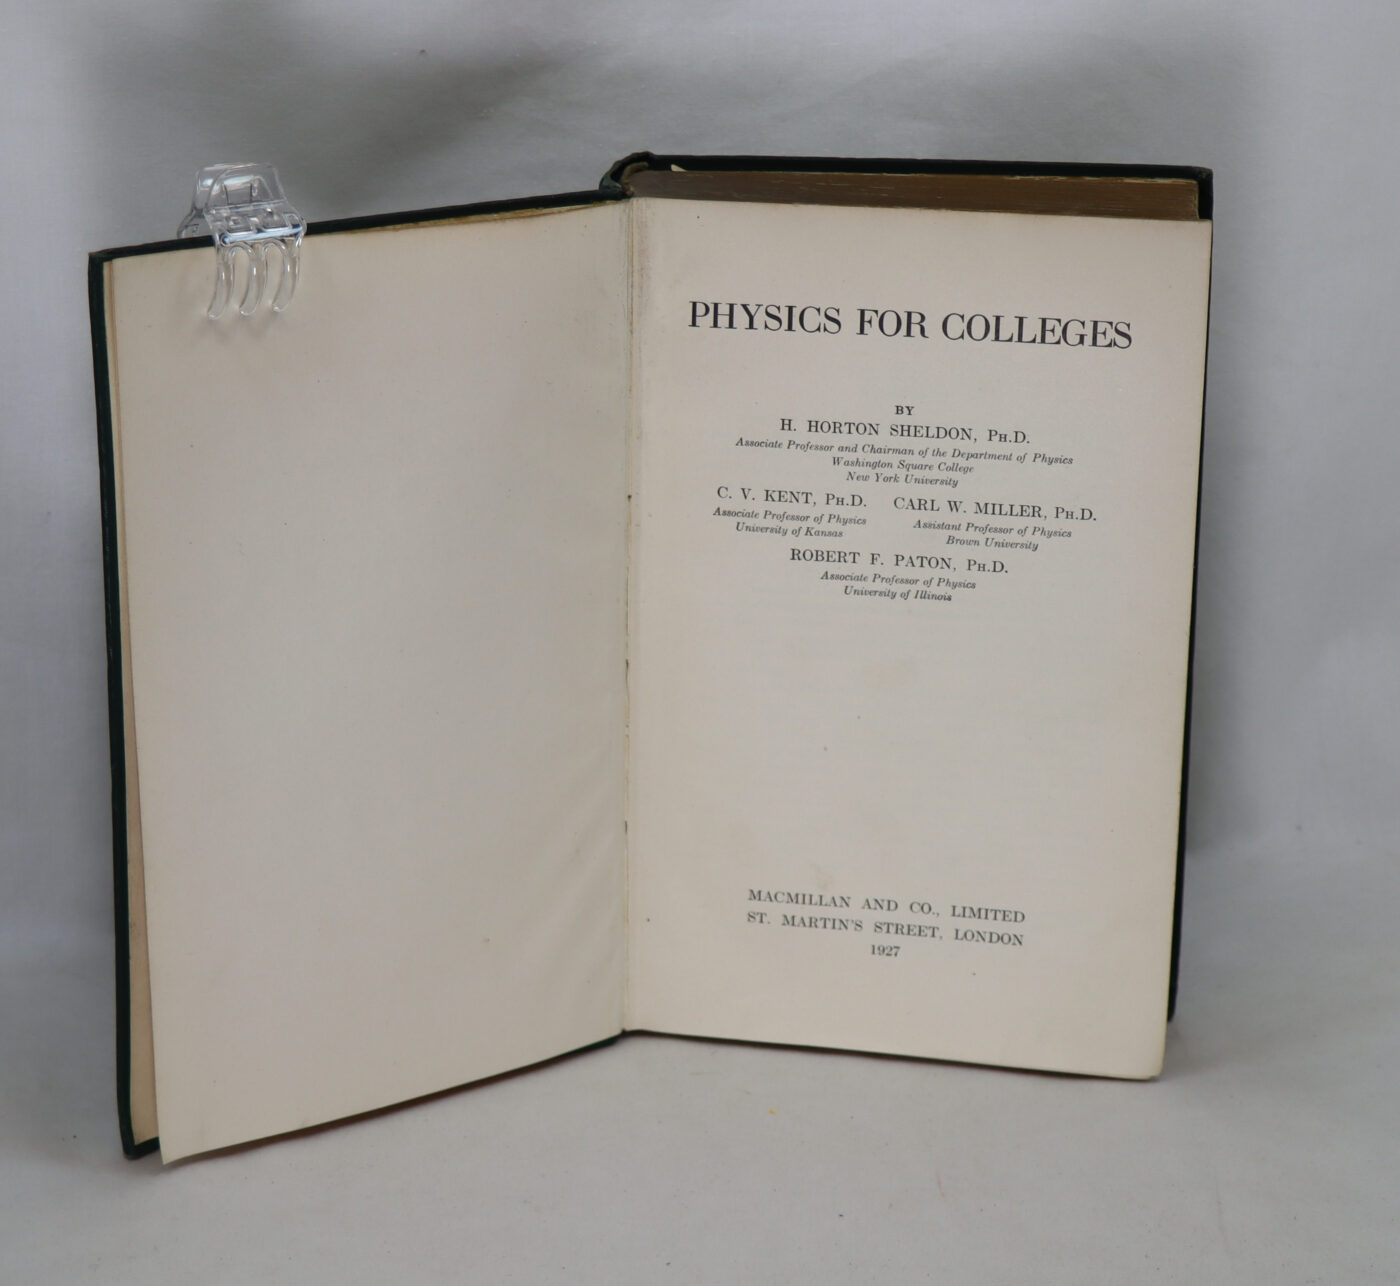 PHYSICS FOR COLLEGES
BY
H. HORTON SHELDON, PH.D.
Associate Professor and Chairman of the Department of Physics
Washington Square College
New York University
C. V. KENT, PH.D.
Associate Professor of Physics
University of Kansas
CARL W. MILLER, PH.D.
Assistant Professor of Physics
Brown University
ROBERT F. PATON, PH.D.
Associate Professor of Physics
University of Illinois
MACMILLAN AND CO., LIMITED
ST. MARTIN'S STREET, LONDON
1927